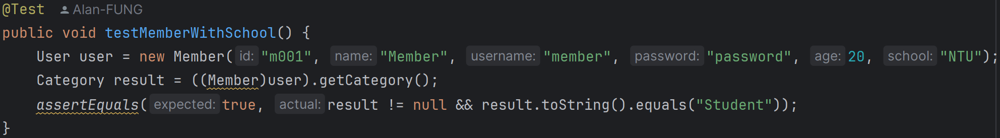 @Test Alan-FUNG
public void testMemberWithSchool() {
    User user = new Member( id: "m001", name: "Member", username: "member", password: "password", age: 20, school: "NTU");
    Category result = ((Member)user).getCategory();
    assertEquals( expected: true, actual: result != null && result.toString().equals("Student"));
}